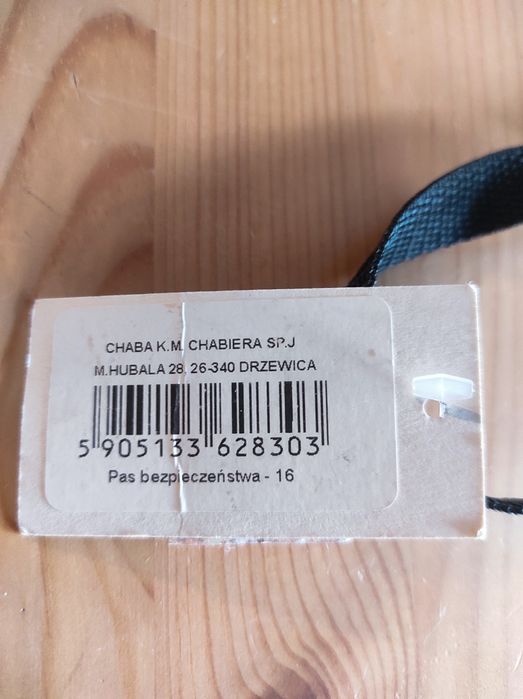 CHABA K.M. CHABIERA SP.J
M.HUBALA 28, 26-340 DRZEWICA
5 905133 628303
Pas bezpieczeństwa - 16